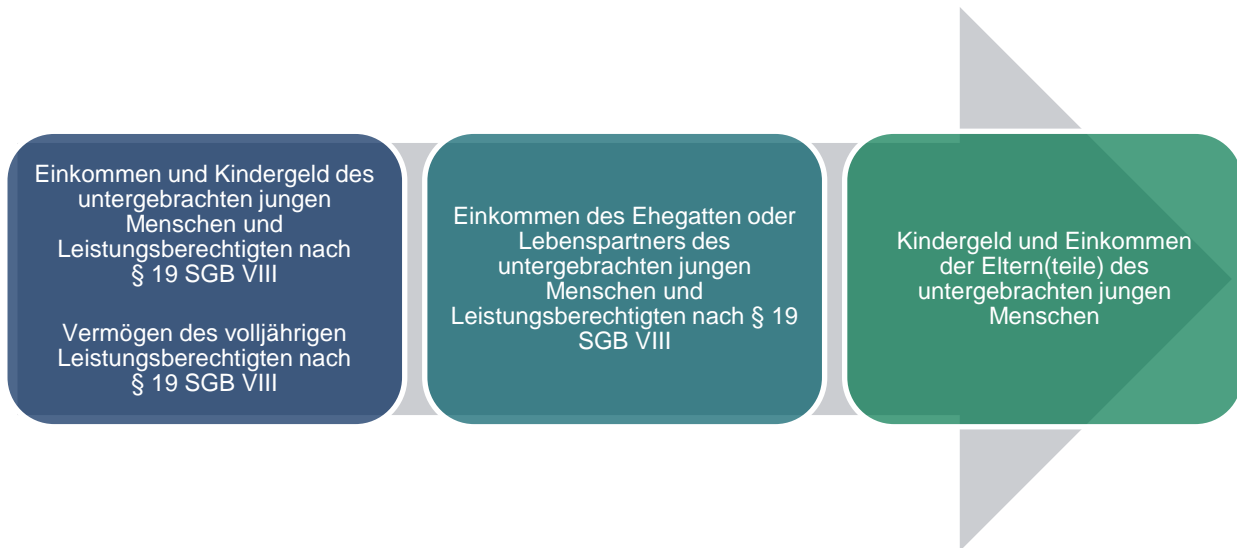 Einkommen und Kindergeld des
untergebrachten jungen
Menschen und
Leistungsberechtigten nach
§ 19 SGB VIII
Vermögen des volljährigen
Leistungsberechtigten nach
§ 19 SGB VIII
Einkommen des Ehegatten oder
Lebenspartners des
untergebrachten jungen
Menschen und
Leistungsberechtigten nach § 19
SGB VIII
Kindergeld und Einkommen
der Eltern(teile) des
untergebrachten jungen
Menschen